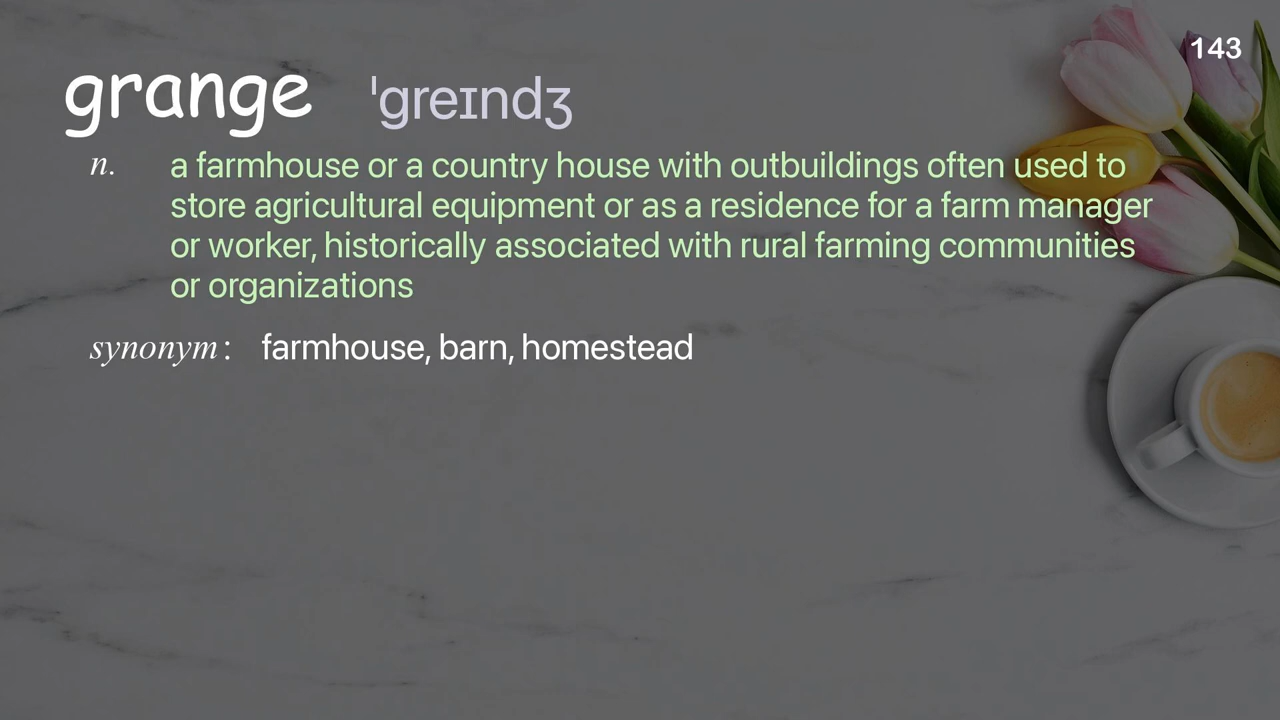 143
grange ˈgreɪndʒ
n. a farmhouse or a country house with outbuildings often used to
store agricultural equipment or as a residence for a farm manager
or worker, historically associated with rural farming communities
or organizations
synonym: farmhouse, barn, homestead